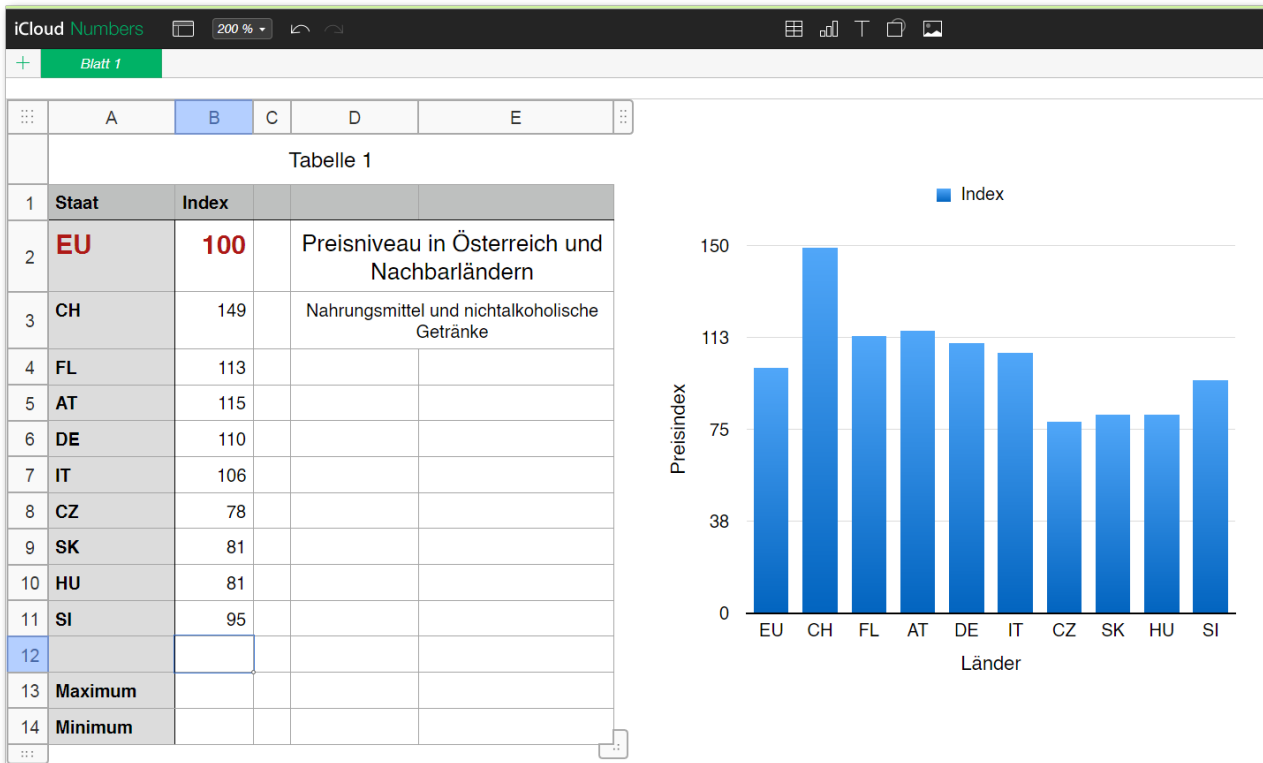 iCloud Numbers 200 %
Blatt 1
A B C D E
Tabelle 1
1 Staat Index
2 EU 100 Preisniveau in Österreich und
Nachbarländern
3 CH 149 Nahrungsmittel und nichtalkoholische
Getränke
4 FL 113
5 AT 115
6 DE 110
7 IT 106
8 CZ 78
9 SK 81
10 HU 81
11 SI 95
12
13 Maximum
14 Minimum
Index
150
113
75
38
0
Preisindex
EU CH FL AT DE IT CZ SK HU SI
Länder